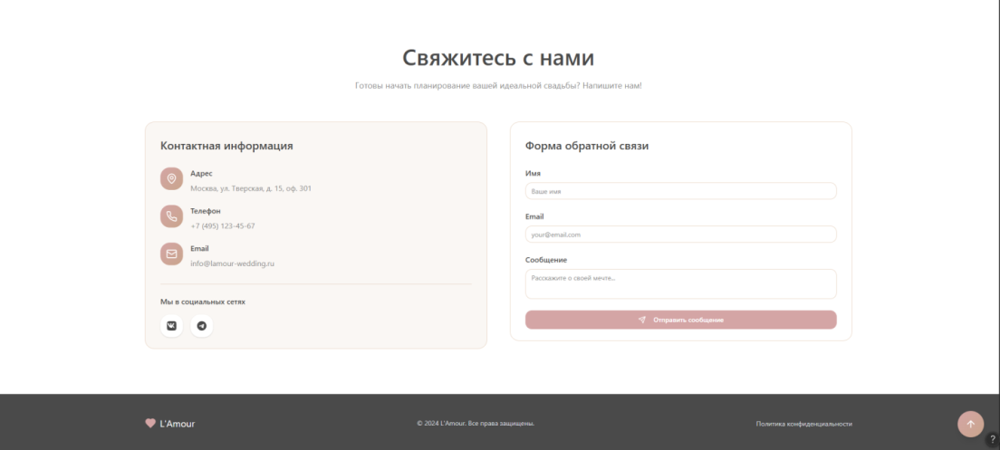 Свяжитесь с нами
Готовы начать планирование вашей идеальной свадьбы? Напишите нам!
Контактная информация
Адрес
Москва, ул. Тверская, д. 15, оф. 301
Телефон
+7 (495) 123-45-67
Email
info@lamour-wedding.ru
Мы в социальных сетях
Форма обратной связи
Имя
Ваше имя
Email
your@email.com
Сообщение
Расскажите о своей мечте...
Отправить сообщение
L'Amour
© 2024 L'Amour. Все права защищены.
Политика конфиденциальности
?